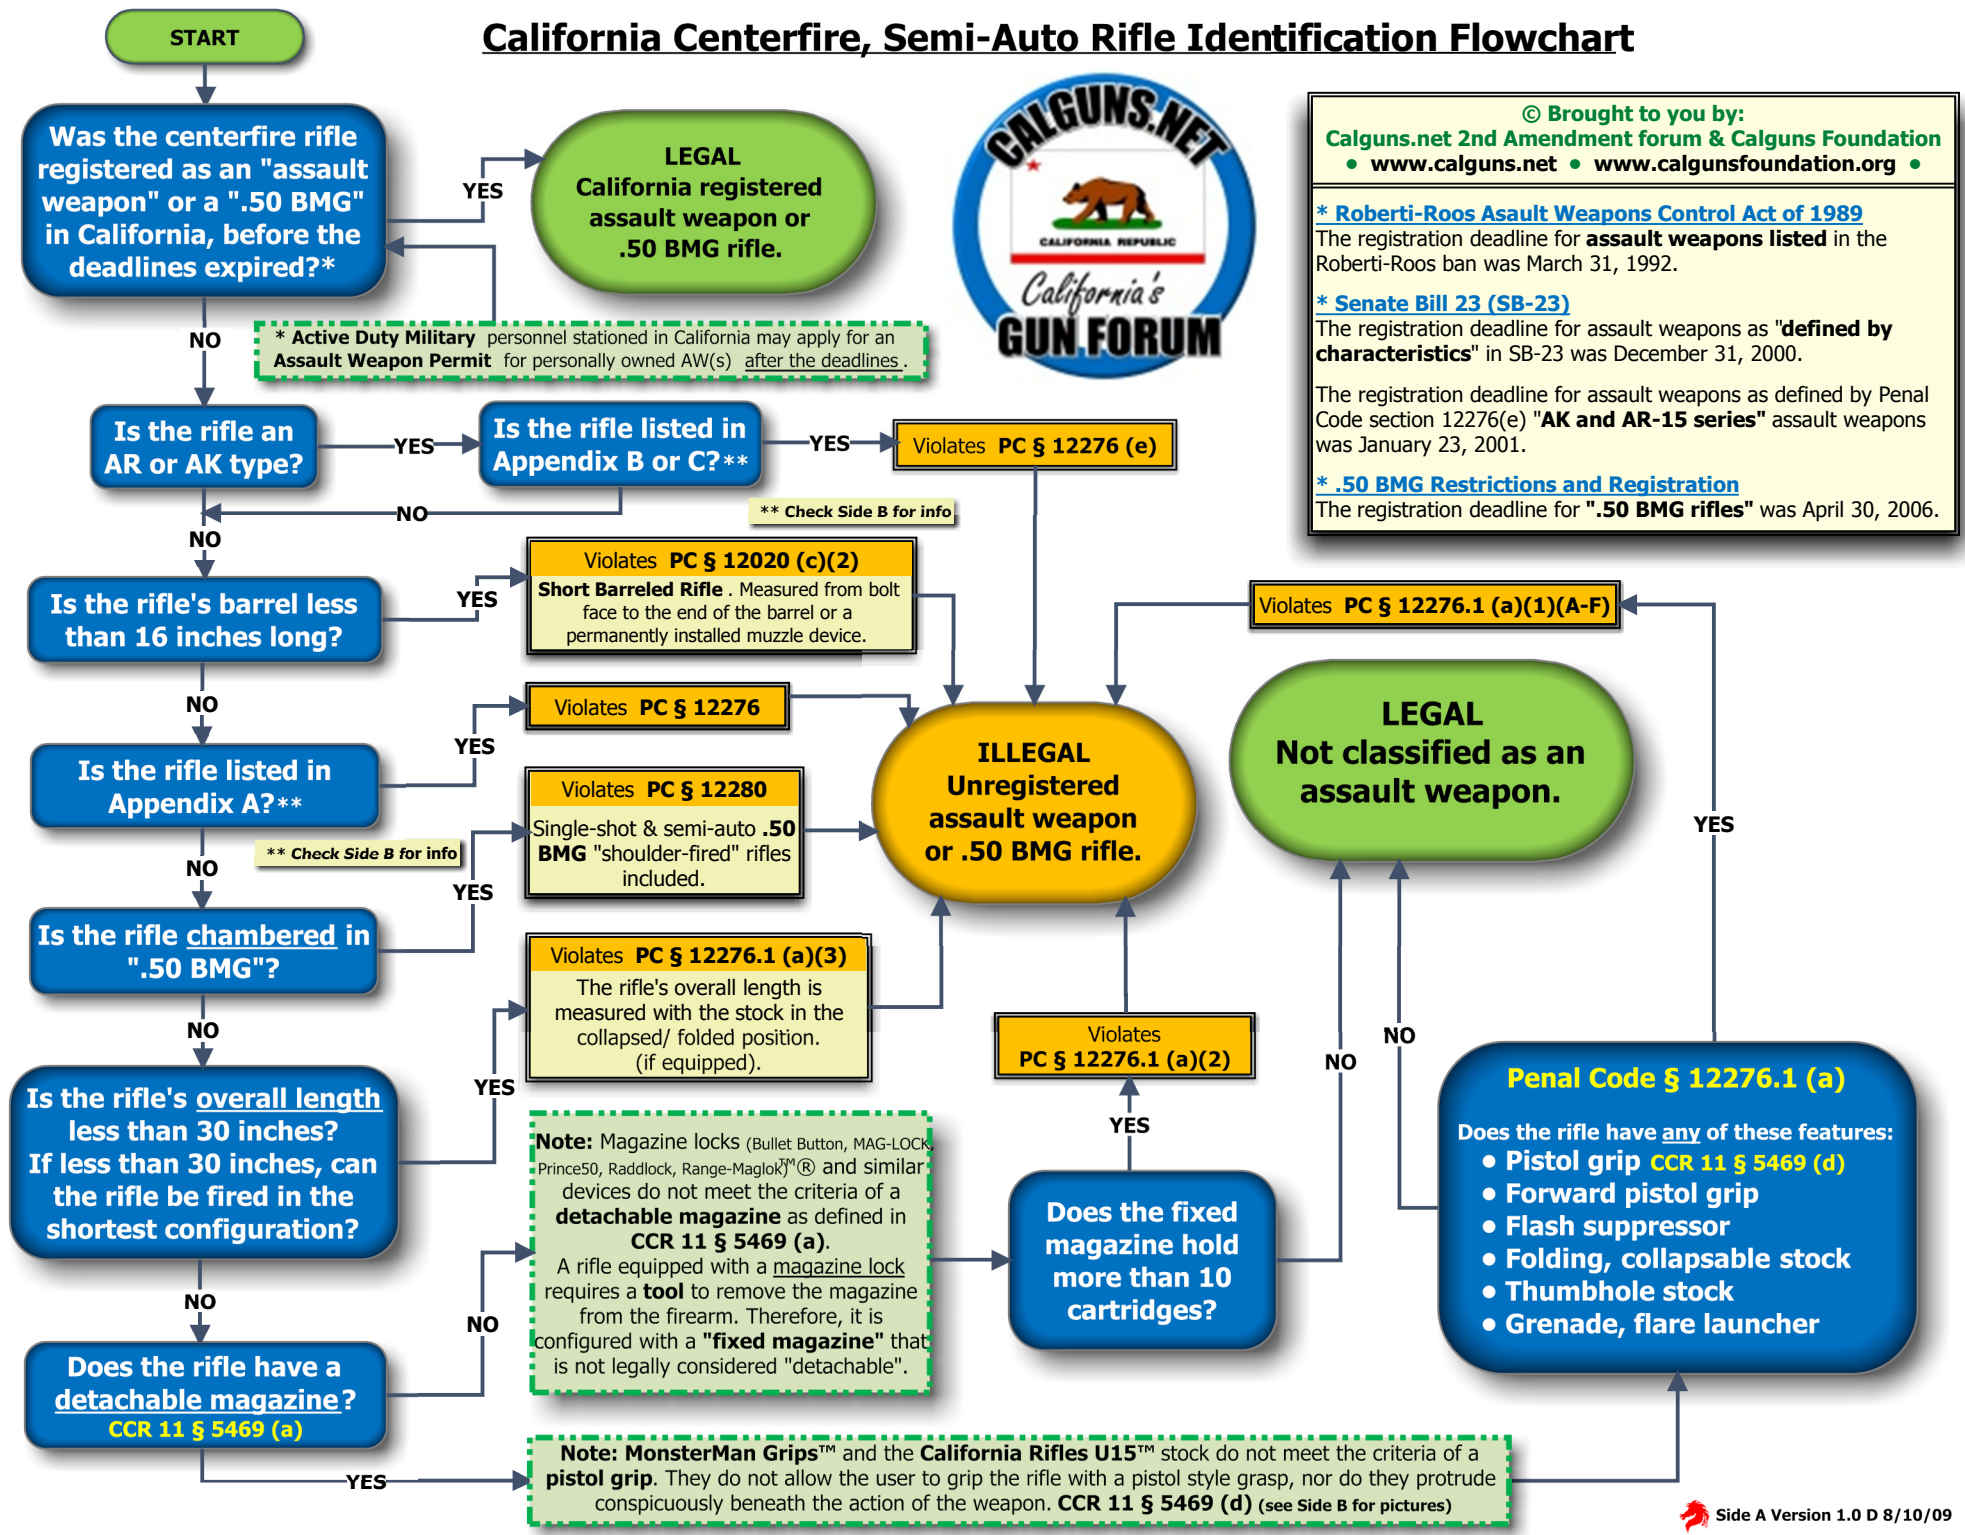 START
California Centerfire, Semi-Auto Rifle Identification Flowchart
Was the centerfire rifle
registered as an "assault
weapon" or a ".50 BMG"
in California, before the
deadlines expired?*
YES
LEGAL
California registered
assault weapon or
.50 BMG rifle.
CALGUNS.NET
CALIFORNIA REPUBLIC
California's
GUN FORUM
© Brought to you by:
Calguns.net 2nd Amendment forum & Calguns Foundation
• www.calguns.net • www.calgunsfoundation.org •
* Roberti-Roos Asault Weapons Control Act of 1989
The registration deadline for assault weapons listed in the
Roberti-Roos ban was March 31, 1992.
* Senate Bill 23 (SB-23)
The registration deadline for assault weapons as "defined by
characteristics" in SB-23 was December 31, 2000.
The registration deadline for assault weapons as defined by Penal
Code section 12276(e) "AK and AR-15 series" assault weapons
was January 23, 2001.
* .50 BMG Restrictions and Registration
The registration deadline for ".50 BMG rifles" was April 30, 2006.
NO
* Active Duty Military personnel stationed in California may apply for an
Assault Weapon Permit for personally owned AW(s) after the deadlines .
Is the rifle an
AR or AK type?
YES
Is the rifle listed in
Appendix B or C?**
YES
Violates PC § 12276 (e)
NO
** Check Side B for info
NO
Is the rifle's barrel less
than 16 inches long?
YES
Violates PC § 12020 (c)(2)
Short Barreled Rifle . Measured from bolt
face to the end of the barrel or a
permanently installed muzzle device.
Violates PC § 12276.1 (a)(1)(A-F)
NO
Is the rifle listed in
Appendix A?**
YES
Violates PC § 12276
ILLEGAL
Unregistered
assault weapon
or .50 BMG rifle.
LEGAL
Not classified as an
assault weapon.
YES
** Check Side B for info
NO
Is the rifle chambered in
".50 BMG"?
YES
Violates PC § 12280
Single-shot & semi-auto .50
BMG "shoulder-fired" rifles
included.
NO
Is the rifle's overall length
less than 30 inches?
If less than 30 inches, can
the rifle be fired in the
shortest configuration?
YES
Violates PC § 12276.1 (a)(3)
The rifle's overall length is
measured with the stock in the
collapsed/ folded position.
(if equipped).
Violates
PC § 12276.1 (a)(2)
YES
NO
NO
Penal Code § 12276.1 (a)
Does the rifle have any of these features:
• Pistol grip CCR 11 § 5469 (d)
• Forward pistol grip
• Flash suppressor
• Folding, collapsable stock
• Thumbhole stock
• Grenade, flare launcher
NO
Does the rifle have a
detachable magazine?
CCR 11 § 5469 (a)
NO
Note: Magazine locks (Bullet Button, MAG-LOCK,
Prince50, Raddlock, Range-Maglok)™® and similar
devices do not meet the criteria of a
detachable magazine as defined in
CCR 11 § 5469 (a).
A rifle equipped with a magazine lock
requires a tool to remove the magazine
from the firearm. Therefore, it is
configured with a "fixed magazine" that
is not legally considered "detachable".
Does the fixed
magazine hold
more than 10
cartridges?
YES
Note: MonsterMan Grips™ and the California Rifles U15™ stock do not meet the criteria of a
pistol grip. They do not allow the user to grip the rifle with a pistol style grasp, nor do they protrude
conspicuously beneath the action of the weapon. CCR 11 § 5469 (d) (see Side B for pictures)
Side A Version 1.0 D 8/10/09